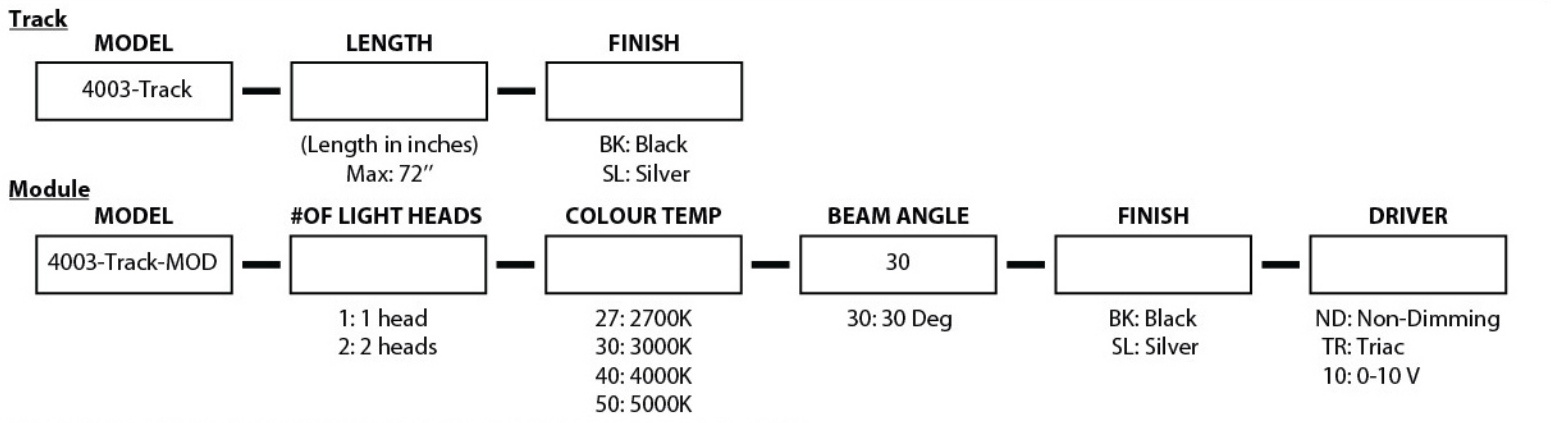 Track
MODEL LENGTH FINISH
4003-Track
(Length in inches) BK: Black
Max: 72″ SL: Silver
Module
MODEL #OF LIGHT HEADS COLOUR TEMP BEAM ANGLE FINISH DRIVER
4003-Track-MOD 30
1: 1 head 27: 2700K 30: 30 Deg BK: Black ND: Non-Dimming
2: 2 heads 30: 3000K SL: Silver TR: Triac
40: 4000K 10: 0-10 V
50: 5000K